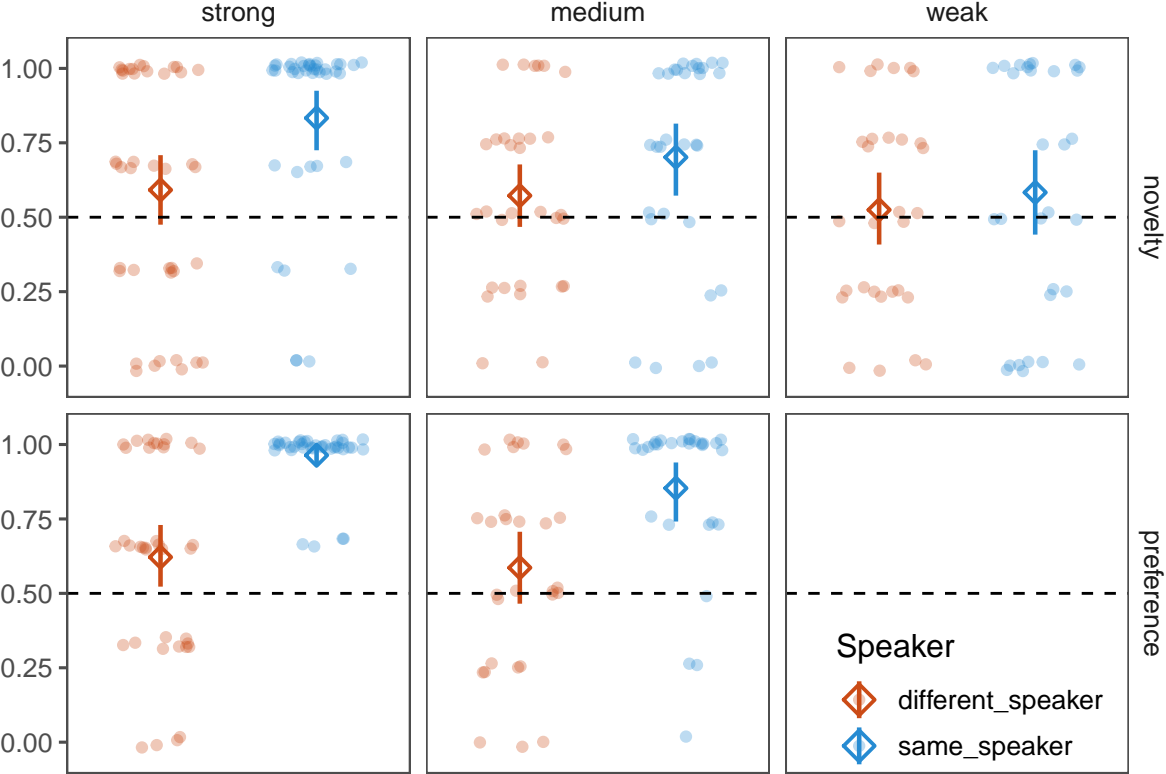 strong medium weak
1.00
0.75
0.50
0.25
0.00
novelty
1.00
0.75
0.50
0.25
0.00
preference
Speaker
different_speaker
same_speaker